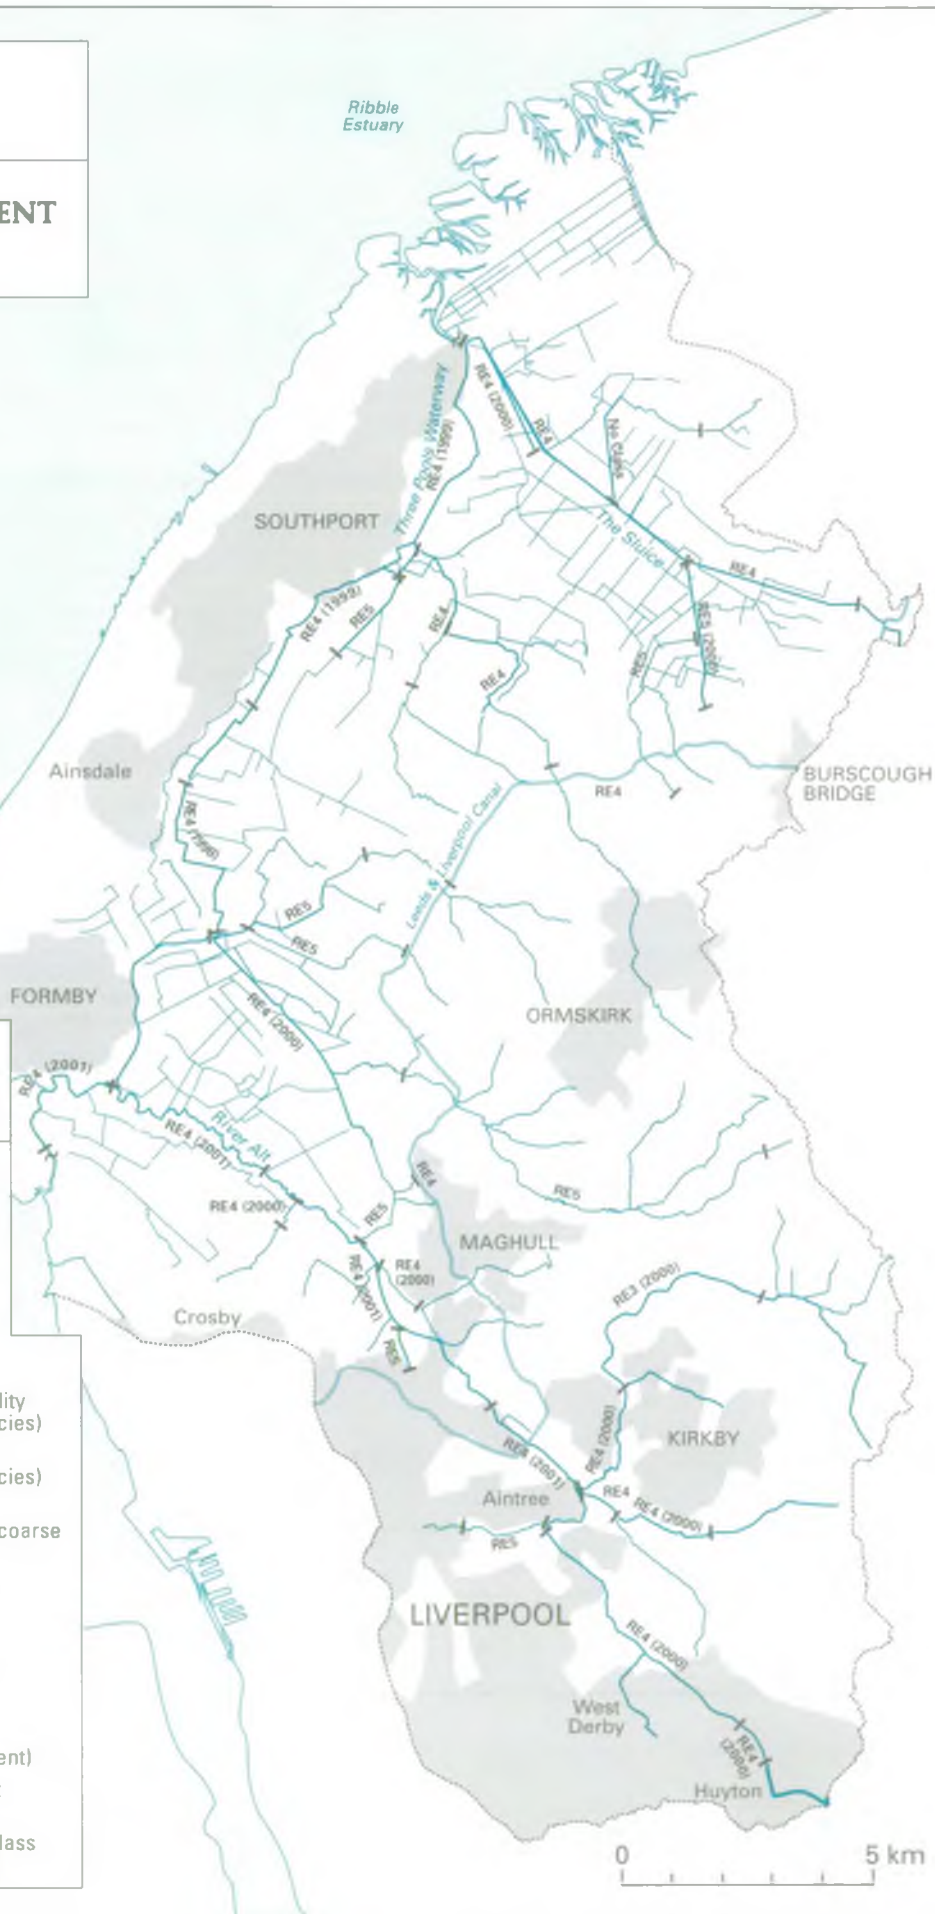 Ribble
Estuary
ENT
RE4 (2000)
RE4
Three Pools Waterway
RE4 (1999)
No Class
SOUTHPORT
The Sluice
RE4
RE4 (1999)
RE5
RE4
RE5 (2000)
RE5
RE4
Ainsdale
BURSCOUGH
BRIDGE
RE4
RE4 (1999)
Leeds & Liverpool Canal
RE5
RE5
FORMBY
RE4 (2000)
ORMSKIRK
RE4 (2001)
River Alt
RE4 (2001)
RE4
RE5
RE4 (2000)
RE5
MAGHULL
RE4
(2000)
RE4 (2001)
RE3 (2000)
Crosby
RE5
lity
cies)
RE4 (2000)
KIRKBY
RE4 (2001)
cies)
Aintree
RE4
RE4 (2000)
coarse
RE5
LIVERPOOL
RE4 (2000)
West
Derby
ent)
RE4
(2000)
Huyton
lass
0
5 km